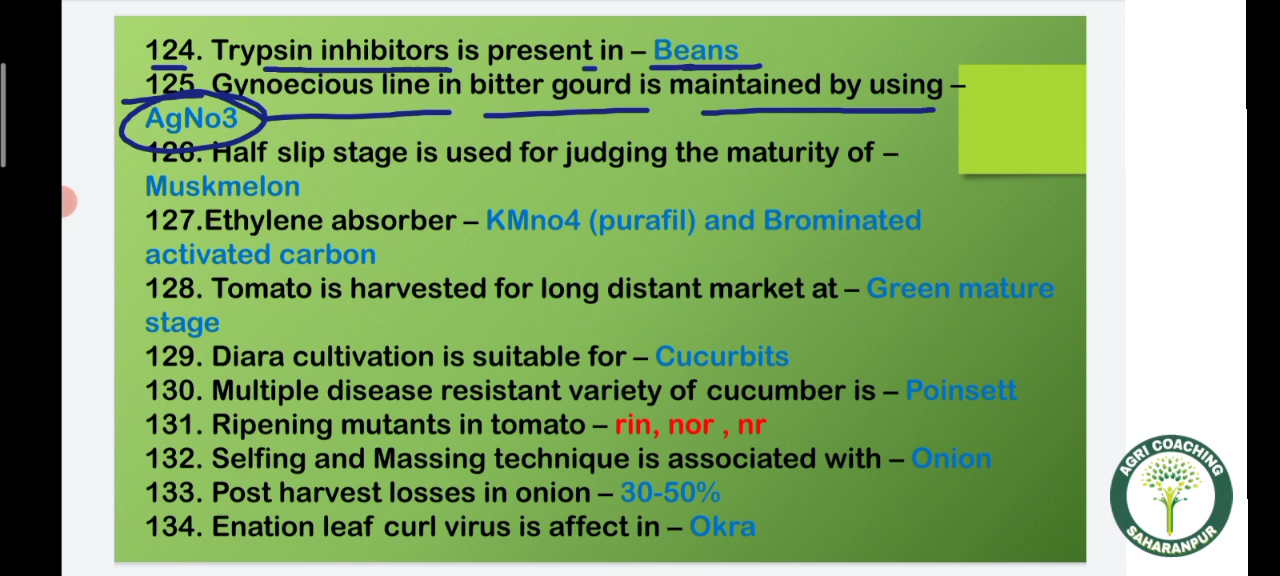 124. Trypsin inhibitors is present in – Beans
125. Gynoecious line in bitter gourd is maintained by using –
AgNo3
126. Half slip stage is used for judging the maturity of –
Muskmelon
127.Ethylene absorber – KMno4 (purafil) and Brominated
activated carbon
128. Tomato is harvested for long distant market at – Green mature
stage
129. Diara cultivation is suitable for – Cucurbits
130. Multiple disease resistant variety of cucumber is – Poinsett
131. Ripening mutants in tomato – rin, nor , nr
132. Selfing and Massing technique is associated with – Onion
133. Post harvest losses in onion – 30-50%
134. Enation leaf curl virus is affect in – Okra
AGRI COACHING
SAHARANPUR